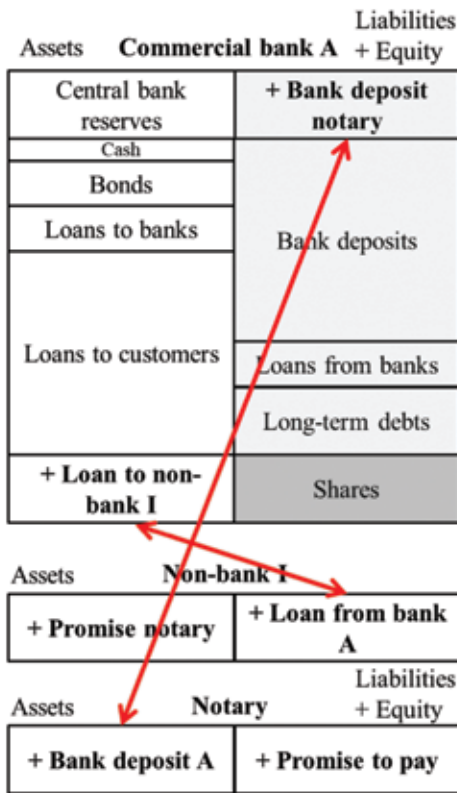 Liabilities
Assets Commercial bank A + Equity
Central bank
reserves
+ Bank deposit
notary
Cash
Bonds
Loans to banks
Bank deposits
Loans to customers
Loans from banks
Long-term debts
+ Loan to non-
bank I
Shares
Assets Non-bank I
+ Promise notary
+ Loan from bank
A
Liabilities
Assets Notary + Equity
+ Bank deposit A
+ Promise to pay